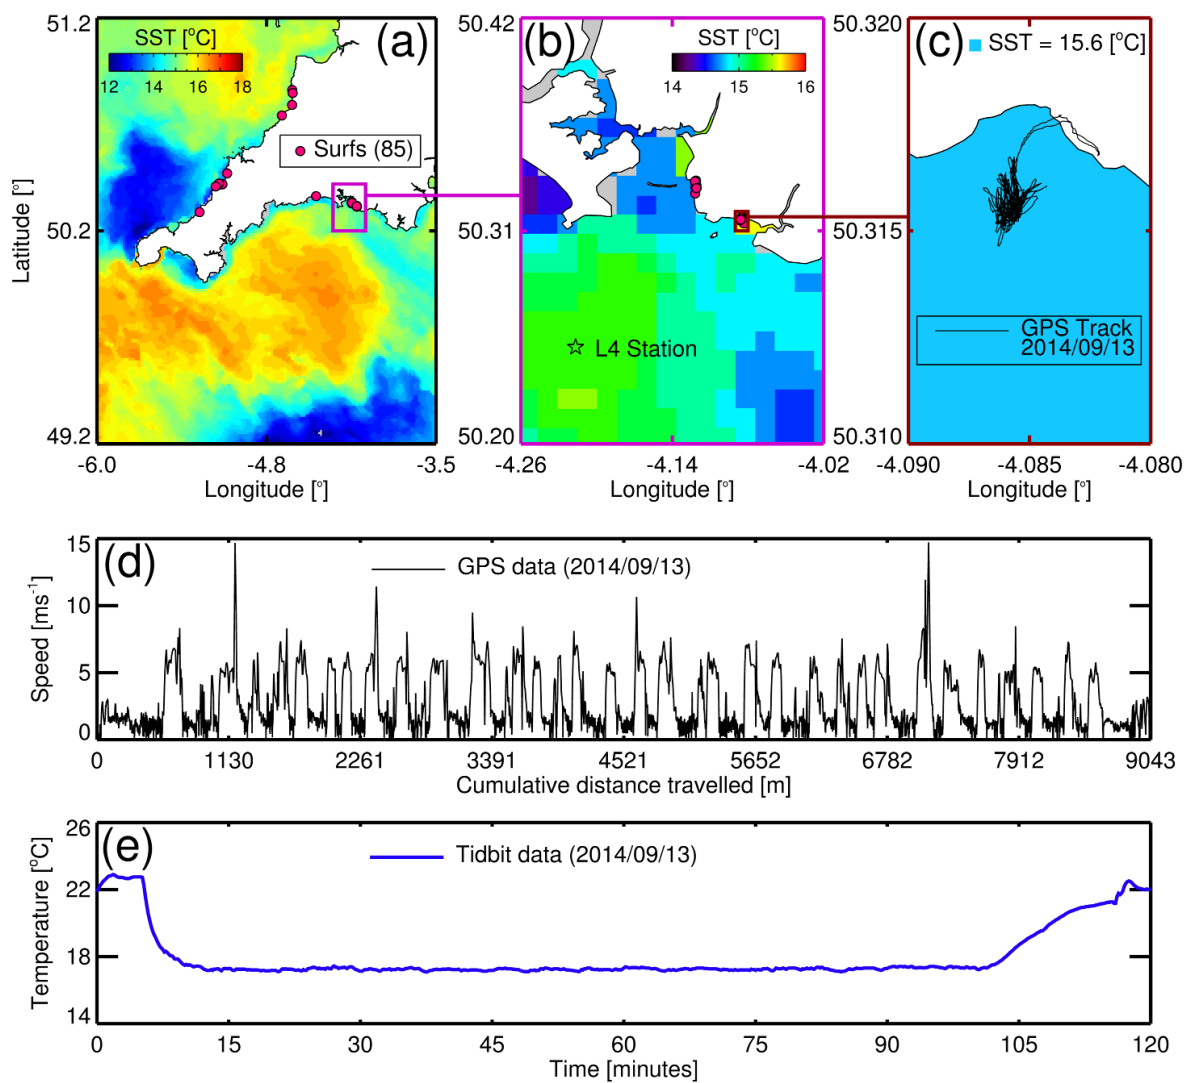 51.2
50.2
49.2
Latitude [°]
-6.0
-4.8
-3.5
Longitude [°]
SST [°C]
12 14 16 18
(a)
Surfs (85)
50.42
50.31
50.20
-4.26
-4.14
-4.02
Longitude [°]
(b)
SST [°C]
14 15 16
L4 Station
50.320
50.315
50.310
-4.090
-4.085
-4.080
Longitude [°]
(c)
SST = 15.6 [°C]
GPS Track
2014/09/13
(d)
GPS data (2014/09/13)
Speed [ms⁻¹]
15
10
5
0
0 1130 2261 3391 4521 5652 6782 7912 9043
Cumulative distance travelled [m]
(e)
Tidbit data (2014/09/13)
Temperature [°C]
26
22
18
14
0 15 30 45 60 75 90 105 120
Time [minutes]